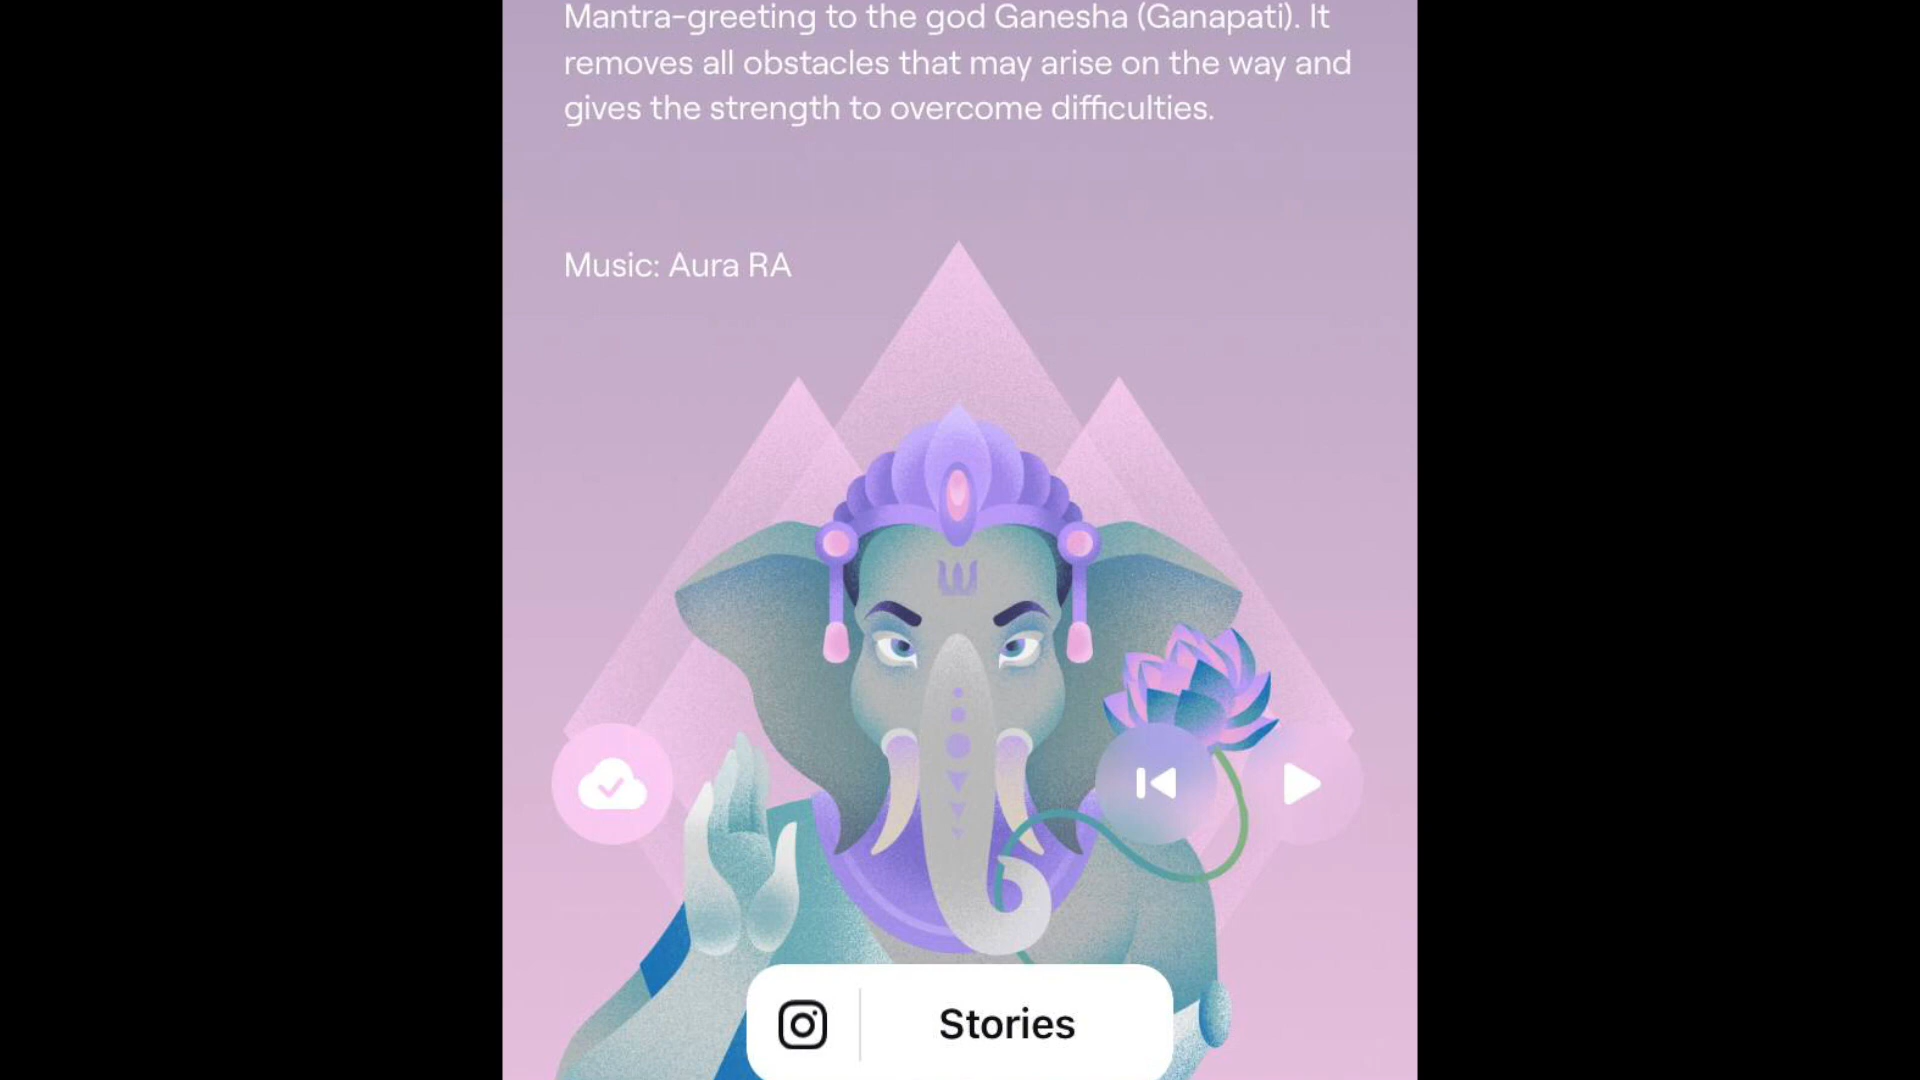 Mantra-greeting to the god Ganesha (Ganapati). It
removes all obstacles that may arise on the way and
gives the strength to overcome difficulties.
Music: Aura RA
Stories